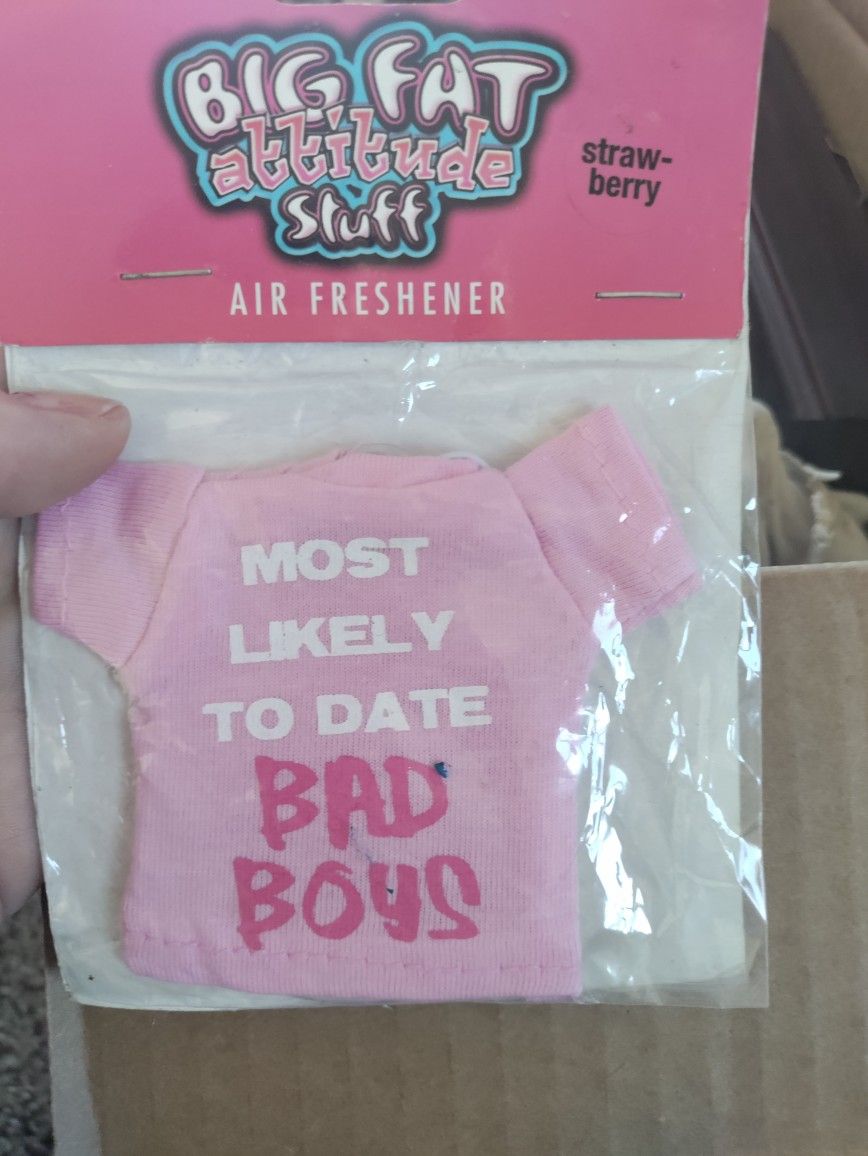 BIG FAT
attitude
Stuff
straw-
berry
AIR FRESHENER
MOST
LIKELY
TO DATE
BAD
BOYS